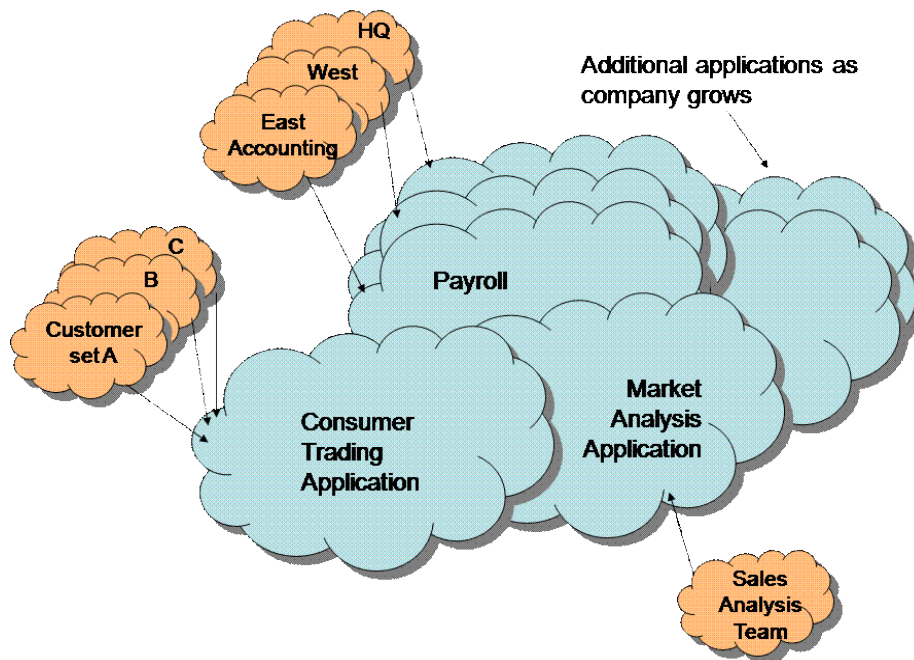 HQ
West
East
Accounting
Additional applications as
company grows
C
B
Customer
set A
Payroll
Consumer
Trading
Application
Market
Analysis
Application
Sales
Analysis
Team